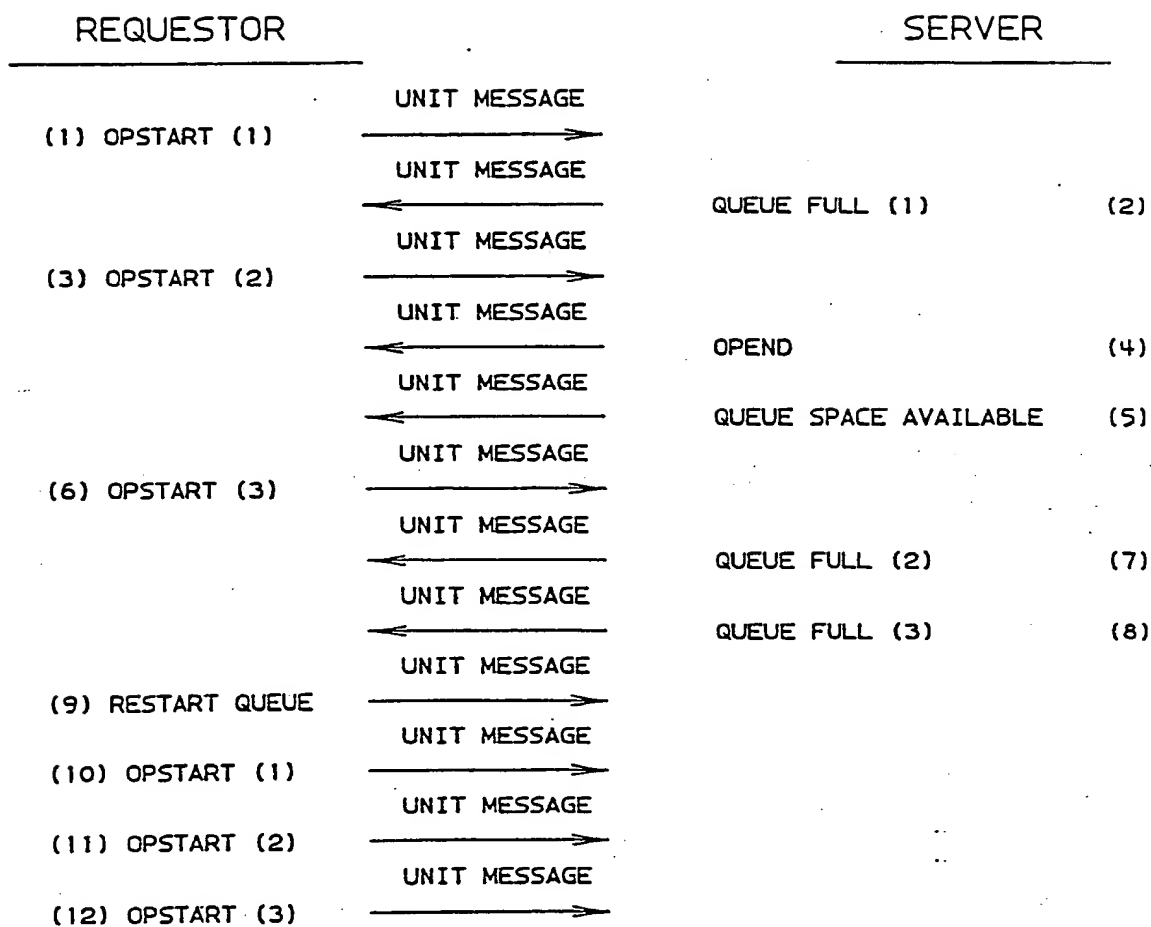 REQUESTOR SERVER
UNIT MESSAGE
(1) OPSTART (1)
UNIT MESSAGE
QUEUE FULL (1) (2)
UNIT MESSAGE
(3) OPSTART (2)
UNIT MESSAGE
OPEND (4)
UNIT MESSAGE
QUEUE SPACE AVAILABLE (5)
UNIT MESSAGE
(6) OPSTART (3)
UNIT MESSAGE
QUEUE FULL (2) (7)
UNIT MESSAGE
QUEUE FULL (3) (8)
UNIT MESSAGE
(9) RESTART QUEUE
UNIT MESSAGE
(10) OPSTART (1)
UNIT MESSAGE
(11) OPSTART (2)
UNIT MESSAGE
(12) OPSTART (3)